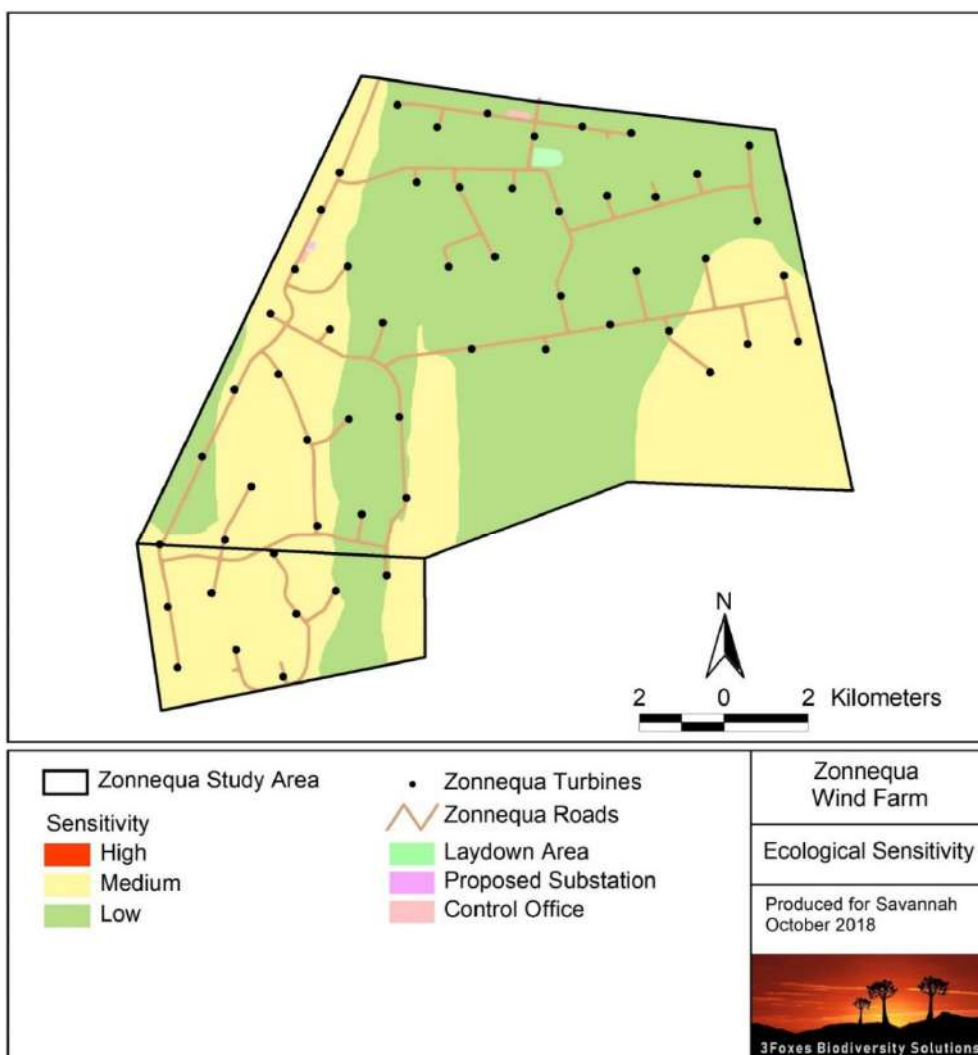 N
2 0 2 Kilometers
Zonnequa Study Area
Sensitivity
High
Medium
Low
Zonnequa Turbines
Zonnequa Roads
Laydown Area
Proposed Substation
Control Office
Zonnequa
Wind Farm
Ecological Sensitivity
Produced for Savannah
October 2018
3Foxes Biodiversity Solutions